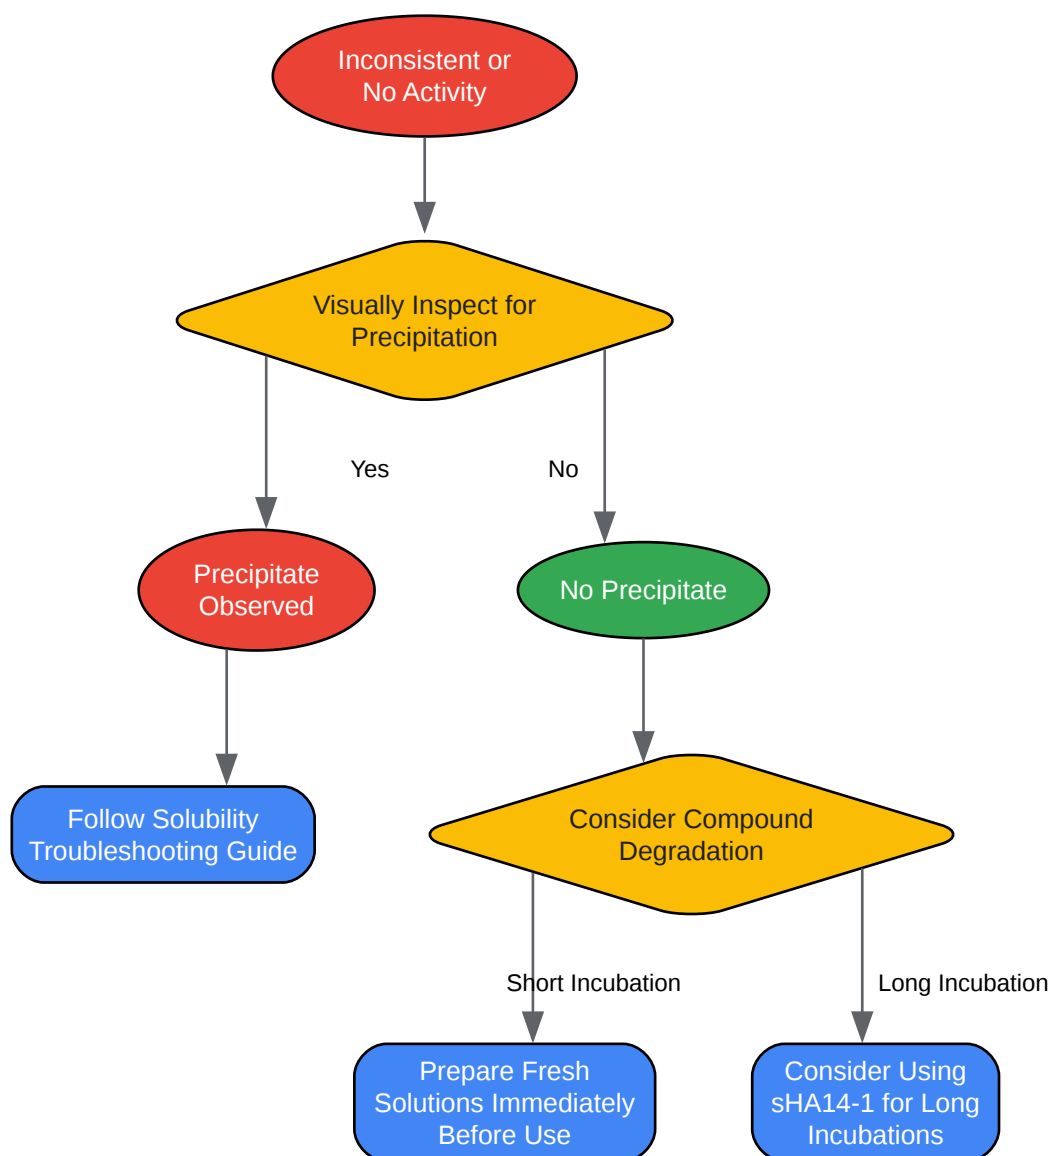 Inconsistent or
No Activity
Visually Inspect for
Precipitation
Yes
No
Precipitate
Observed
No Precipitate
Follow Solubility
Troubleshooting Guide
Consider Compound
Degradation
Short Incubation
Long Incubation
Prepare Fresh
Solutions Immediately
Before Use
Consider Using
sHA14-1 for Long
Incubations